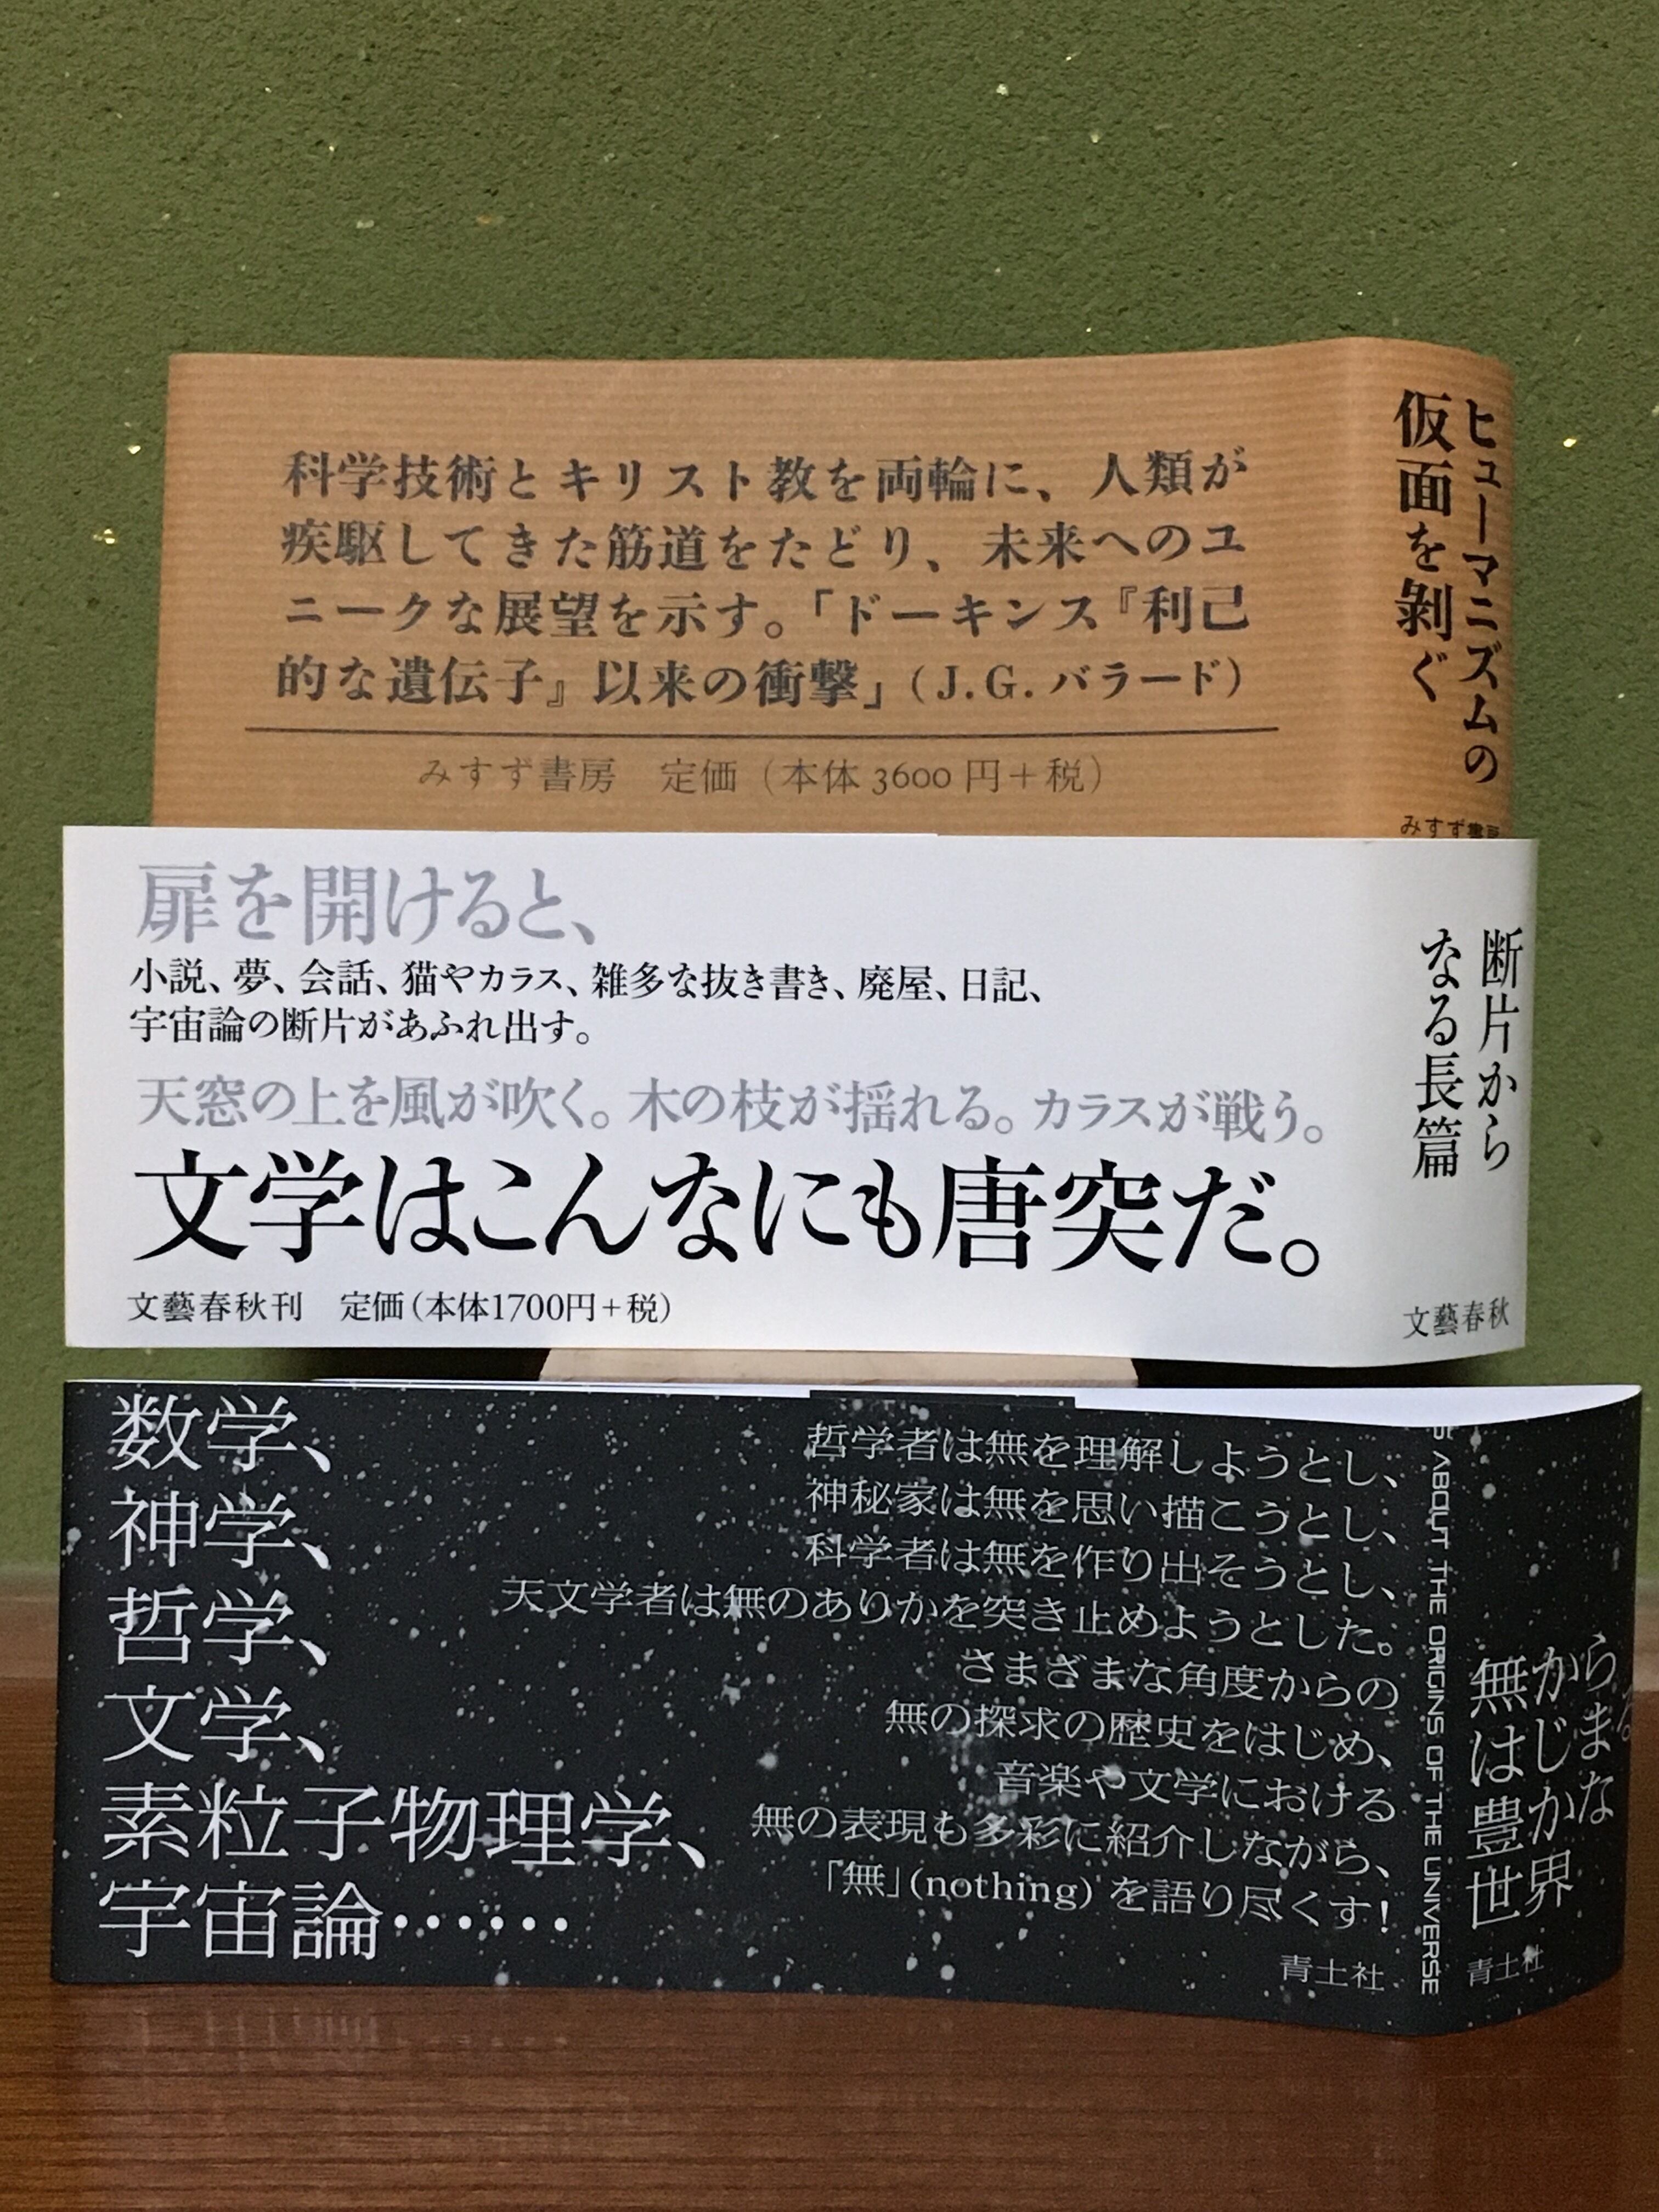 科学技術とキリスト教を両輪に、人類が
疾駆してきた筋道をたどり、未来へのユ
ニークな展望を示す。「ドーキンス『利己
的な遺伝子』以来の衝撃」(J.G.バラード)
みすず書房　定価（本体3600円＋税）
ヒューマニズムの
仮面を剝ぐ
みすず書房
扉を開けると、
小説、夢、会話、猫やカラス、雑多な抜き書き、廃屋、日記、
宇宙論の断片があふれ出す。
天窓の上を風が吹く。木の枝が揺れる。カラスが戦う。
文学はこんなにも唐突だ。
文藝春秋刊　定価(本体1700円+税)
断片から
なる長篇
文藝春秋
数学、
神学、
哲学、
文学、
素粒子物理学、
宇宙論……
哲学者は無を理解しようとし、
神秘家は無を思い描こうとし、
科学者は無を作り出そうとし、
天文学者は無のありかを突き止めようとした。
さまざまな角度からの
無の探求の歴史をはじめ、
音楽や文学における
無の表現も多彩に紹介しながら、
「無」(nothing)を語り尽くす!
青土社
ABOUT THE ORIGINS OF THE UNIVERSE
無は豊世
かじか界
らまな
青土社